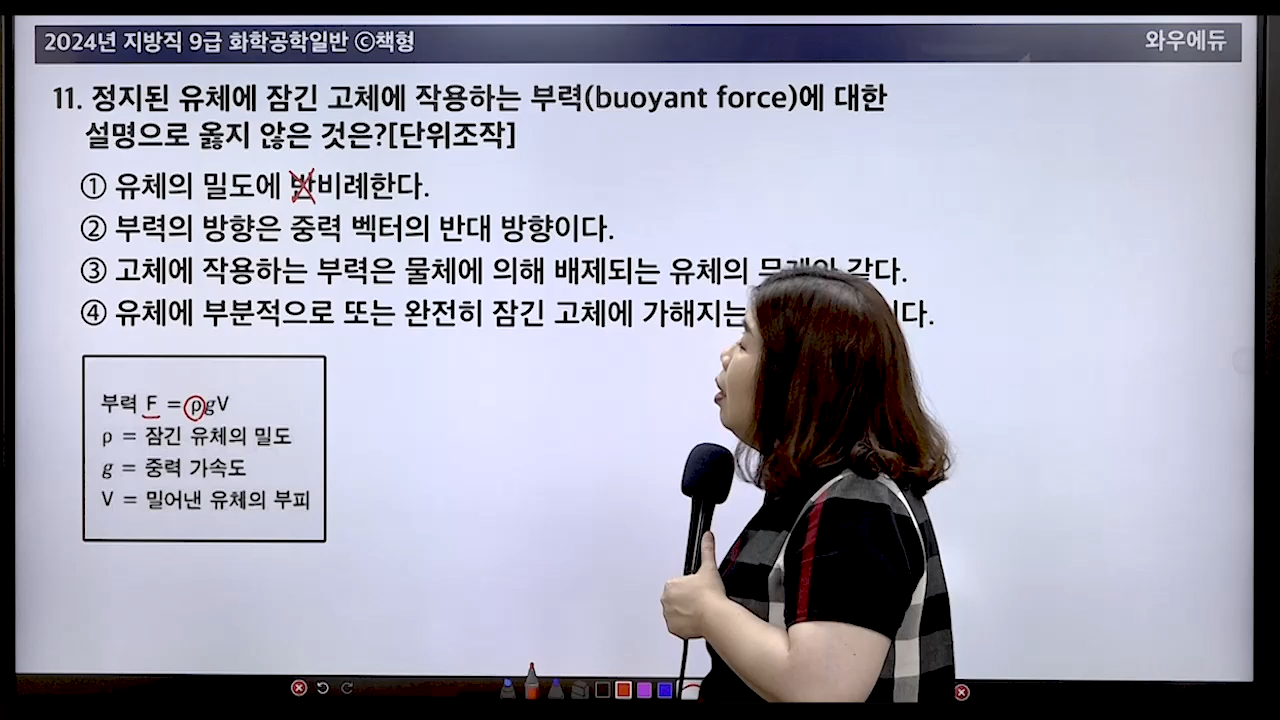 2024년 지방직 9급 화학공학일반 ⓒ책형
와우에듀
11. 정지된 유체에 잠긴 고체에 작용하는 부력(buoyant force)에 대한
설명으로 옳지 않은 것은?[단위조작]
① 유체의 밀도에 반비례한다.
② 부력의 방향은 중력 벡터의 반대 방향이다.
③ 고체에 작용하는 부력은 물체에 의해 배제되는 유체의 무게와 같다.
④ 유체에 부분적으로 또는 완전히 잠긴 고체에 가해지는
부력 F = ρgV
ρ = 잠긴 유체의 밀도
g = 중력 가속도
V = 밀어낸 유체의 부피